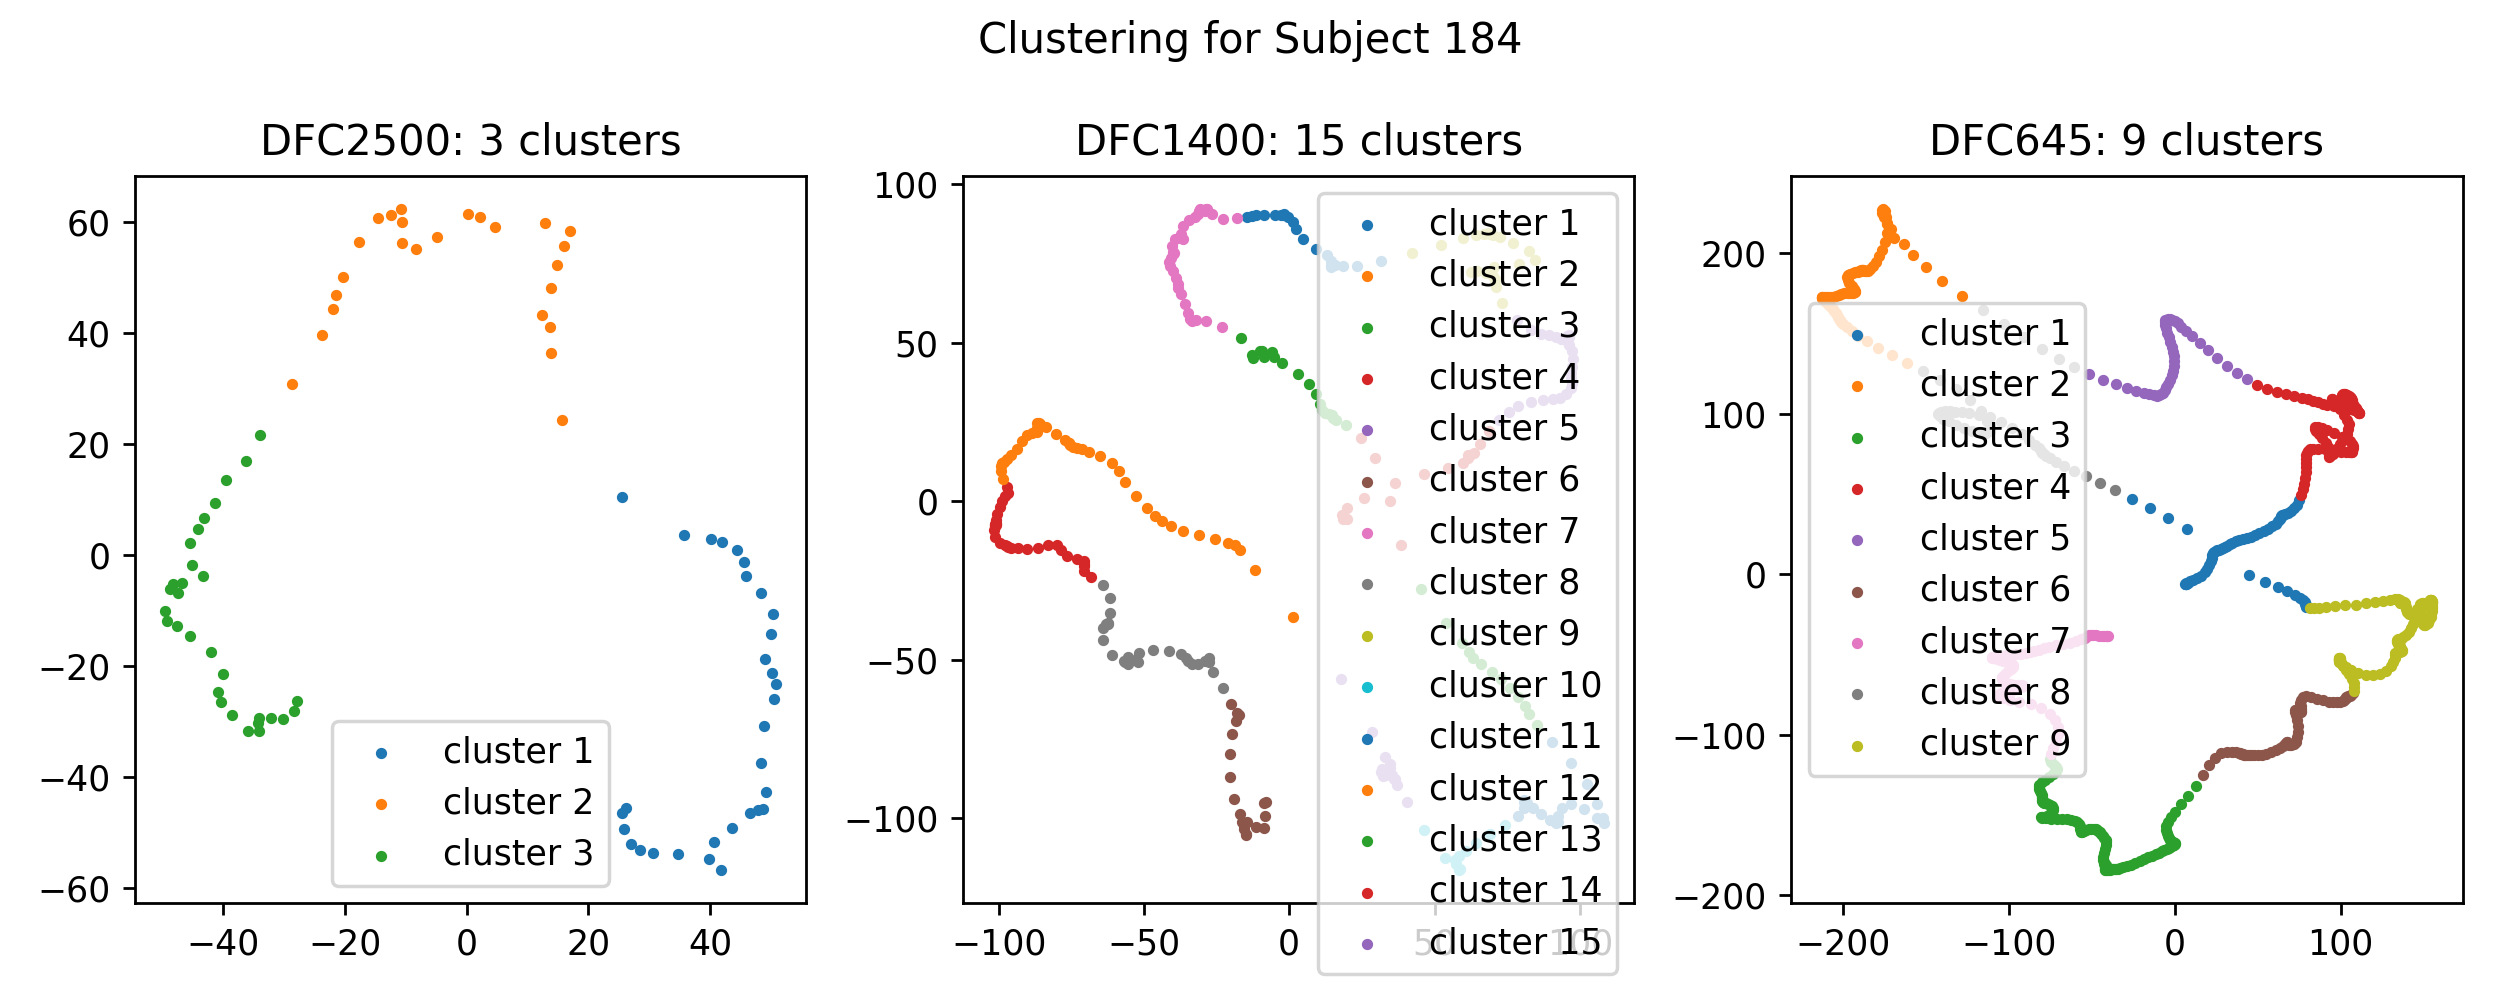 Clustering for Subject 184
DFC2500: 3 clusters
60
40
20
0
−20
−40
−60
−40
−20
0
20
40
cluster 1
cluster 2
cluster 3
DFC1400: 15 clusters
100
50
0
−50
−100
−100
−50
0
50
100
cluster 1
cluster 2
cluster 3
cluster 4
cluster 5
cluster 6
cluster 7
cluster 8
cluster 9
cluster 10
cluster 11
cluster 12
cluster 13
cluster 14
cluster 15
DFC645: 9 clusters
200
100
0
−100
−200
−200
−100
0
100
cluster 1
cluster 2
cluster 3
cluster 4
cluster 5
cluster 6
cluster 7
cluster 8
cluster 9